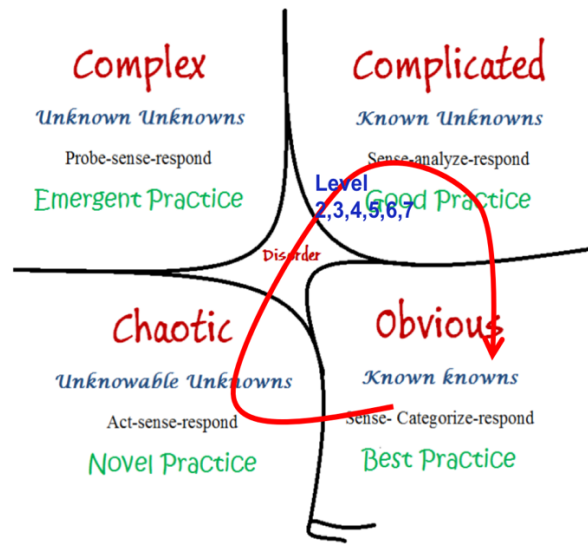 Complex
Unknown Unknowns
Probe-sense-respond
Emergent Practice
Complicated
Known Unknowns
Sense-analyze-respond
Good Practice
Level
2,3,4,5,6,7
Disorder
Chaotic
Unknowable Unknowns
Act-sense-respond
Novel Practice
Obvious
Known knowns
Sense- Categorize-respond
Best Practice